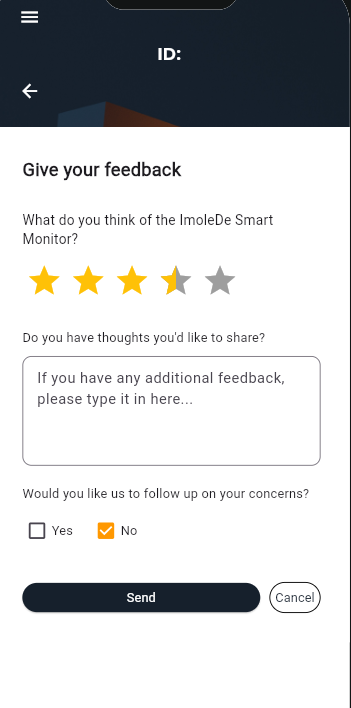 ID:
Give your feedback
What do you think of the ImoleDe Smart
Monitor?
Do you have thoughts you'd like to share?
If you have any additional feedback,
please type it in here...
Would you like us to follow up on your concerns?
Yes No
Send Cancel